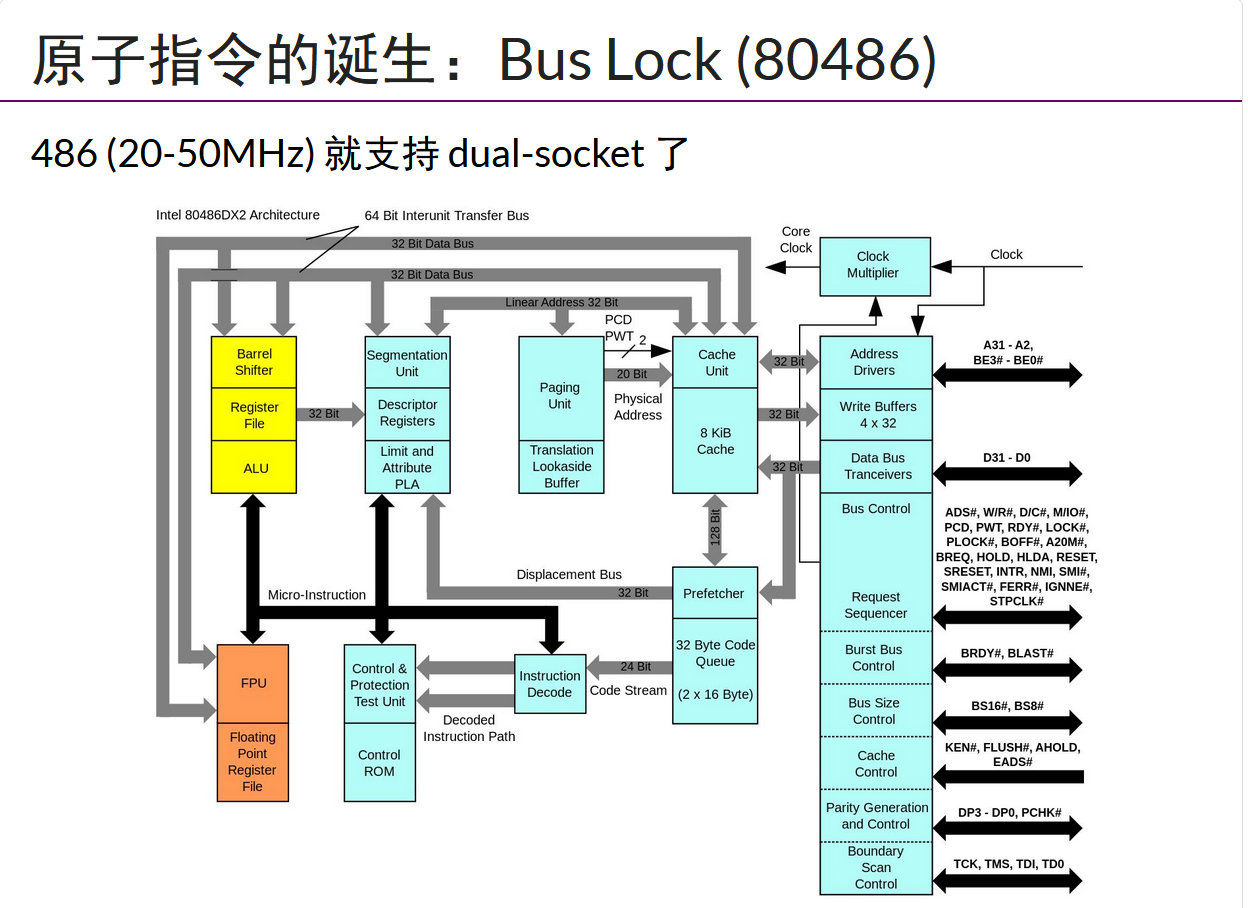 原子指令的诞生：Bus Lock (80486)
486 (20-50MHz) 就支持 dual-socket 了
Intel 80486DX2 Architecture
64 Bit Interunit Transfer Bus
32 Bit Data Bus
32 Bit Data Bus
Linear Address 32 Bit
Core
Clock
Clock
Multiplier
Clock
PCD
PWT
2
Barrel
Shifter
Register
File
ALU
32 Bit
Segmentation
Unit
Descriptor
Registers
Limit and
Attribute
PLA
Paging
Unit
Translation
Lookaside
Buffer
20 Bit
Physical
Address
Cache
Unit
8 KiB
Cache
32 Bit
32 Bit
32 Bit
128 Bit
Address
Drivers
Write Buffers
4 x 32
Data Bus
Tranceivers
Bus Control
Request
Sequencer
Burst Bus
Control
Bus Size
Control
Cache
Control
Parity Generation
and Control
Boundary
Scan
Control
A31 - A2,
BE3# - BE0#
D31 - D0
ADS#, W/R#, D/C#, M/IO#,
PCD, PWT, RDY#, LOCK#,
PLOCK#, BOFF#, A20M#,
BREQ, HOLD, HLDA, RESET,
SRESET, INTR, NMI, SMI#,
SMIACT#, FERR#, IGNNE#,
STPCLK#
BRDY#, BLAST#
BS16#, BS8#
KEN#, FLUSH#, AHOLD,
EADS#
DP3 - DP0, PCHK#
TCK, TMS, TDI, TD0
Displacement Bus
32 Bit
Micro-Instruction
Prefetcher
32 Byte Code
Queue
(2 x 16 Byte)
24 Bit
Code Stream
Instruction
Decode
Decoded
Instruction Path
Control &
Protection
Test Unit
Control
ROM
FPU
Floating
Point
Register
File